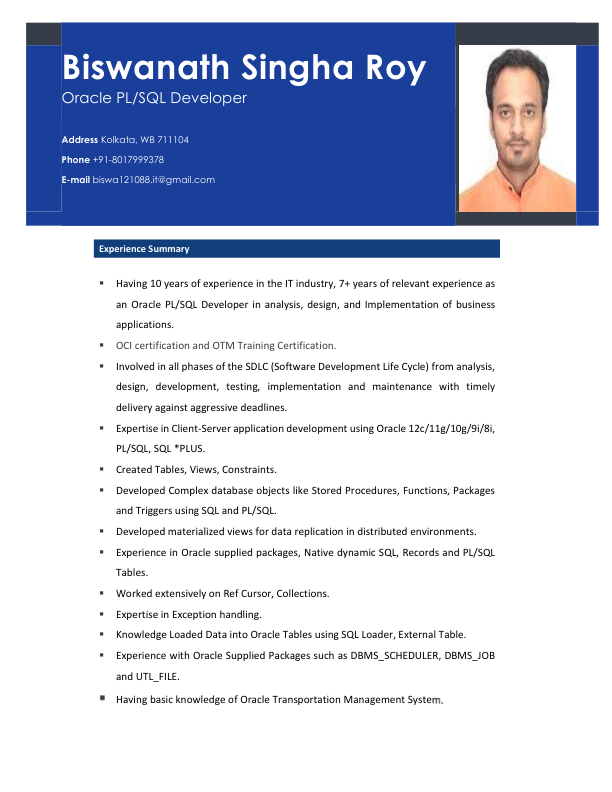 Biswanath Singha Roy
Oracle PL/SQL Developer
Address Kolkata, WB 711104
Phone +91-8017999378
E-mail biswa121088.it@gmail.com
Experience Summary
▪ Having 10 years of experience in the IT industry, 7+ years of relevant experience as
an Oracle PL/SQL Developer in analysis, design, and Implementation of business
applications.
▪ OCI certification and OTM Training Certification.
▪ Involved in all phases of the SDLC (Software Development Life Cycle) from analysis,
design, development, testing, implementation and maintenance with timely
delivery against aggressive deadlines.
▪ Expertise in Client-Server application development using Oracle 12c/11g/10g/9i/8i,
PL/SQL, SQL *PLUS.
▪ Created Tables, Views, Constraints.
▪ Developed Complex database objects like Stored Procedures, Functions, Packages
and Triggers using SQL and PL/SQL.
▪ Developed materialized views for data replication in distributed environments.
▪ Experience in Oracle supplied packages, Native dynamic SQL, Records and PL/SQL
Tables.
▪ Worked extensively on Ref Cursor, Collections.
▪ Expertise in Exception handling.
▪ Knowledge Loaded Data into Oracle Tables using SQL Loader, External Table.
▪ Experience with Oracle Supplied Packages such as DBMS_SCHEDULER, DBMS_JOB
and UTL_FILE.
▪ Having basic knowledge of Oracle Transportation Management System.